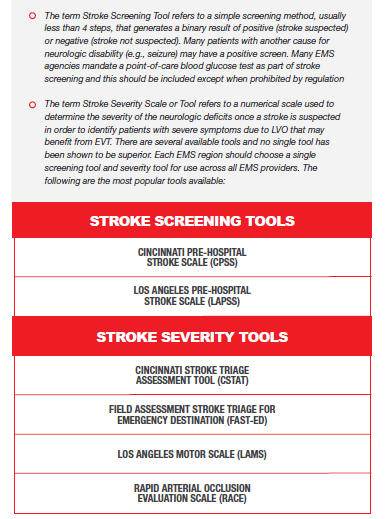 The term Stroke Screening Tool refers to a simple screening method, usually
less than 4 steps, that generates a binary result of positive (stroke suspected)
or negative (stroke not suspected). Many patients with another cause for
neurologic disability (e.g., seizure) may have a positive screen. Many EMS
agencies mandate a point-of-care blood glucose test as part of stroke
screening and this should be included except when prohibited by regulation
The term Stroke Severity Scale or Tool refers to a numerical scale used to
determine the severity of the neurologic deficits once a stroke is suspected
in order to identify patients with severe symptoms due to LVO that may
benefit from EVT. There are several available tools and no single tool has
been shown to be superior. Each EMS region should choose a single
screening tool and severity tool for use across all EMS providers. The
following are the most popular tools available:
STROKE SCREENING TOOLS
CINCINNATI PRE-HOSPITAL
STROKE SCALE (CPSS)
LOS ANGELES PRE-HOSPITAL
STROKE SCALE (LAPSS)
STROKE SEVERITY TOOLS
CINCINNATI STROKE TRIAGE
ASSESSMENT TOOL (CSTAT)
FIELD ASSESSMENT STROKE TRIAGE FOR
EMERGENCY DESTINATION (FAST-ED)
LOS ANGELES MOTOR SCALE (LAMS)
RAPID ARTERIAL OCCLUSION
EVALUATION SCALE (RACE)